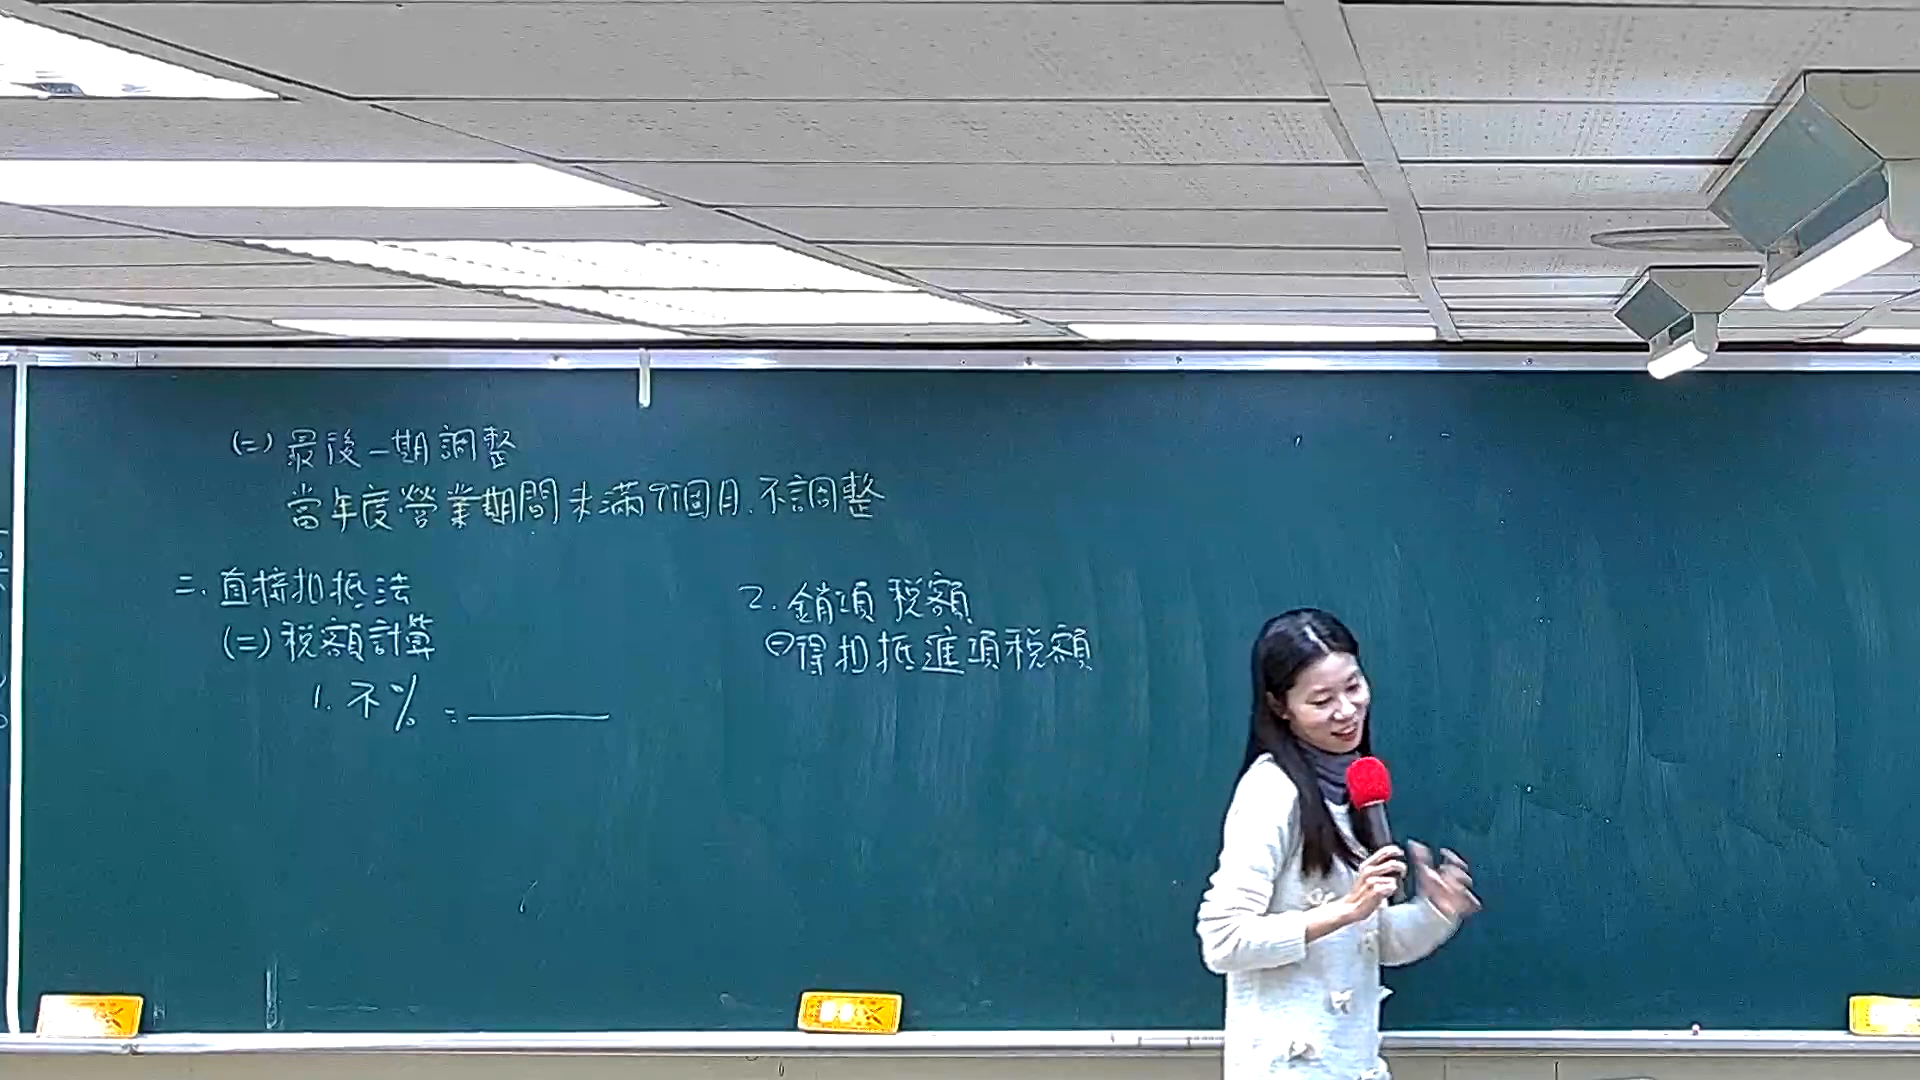 (二) 最後一期調整
當年度營業期間未滿9個月.不調整
二.直接扣抵法
(二) 稅額計算
1. 不% = ______
2. 銷項稅額
⊖得扣抵進項稅額